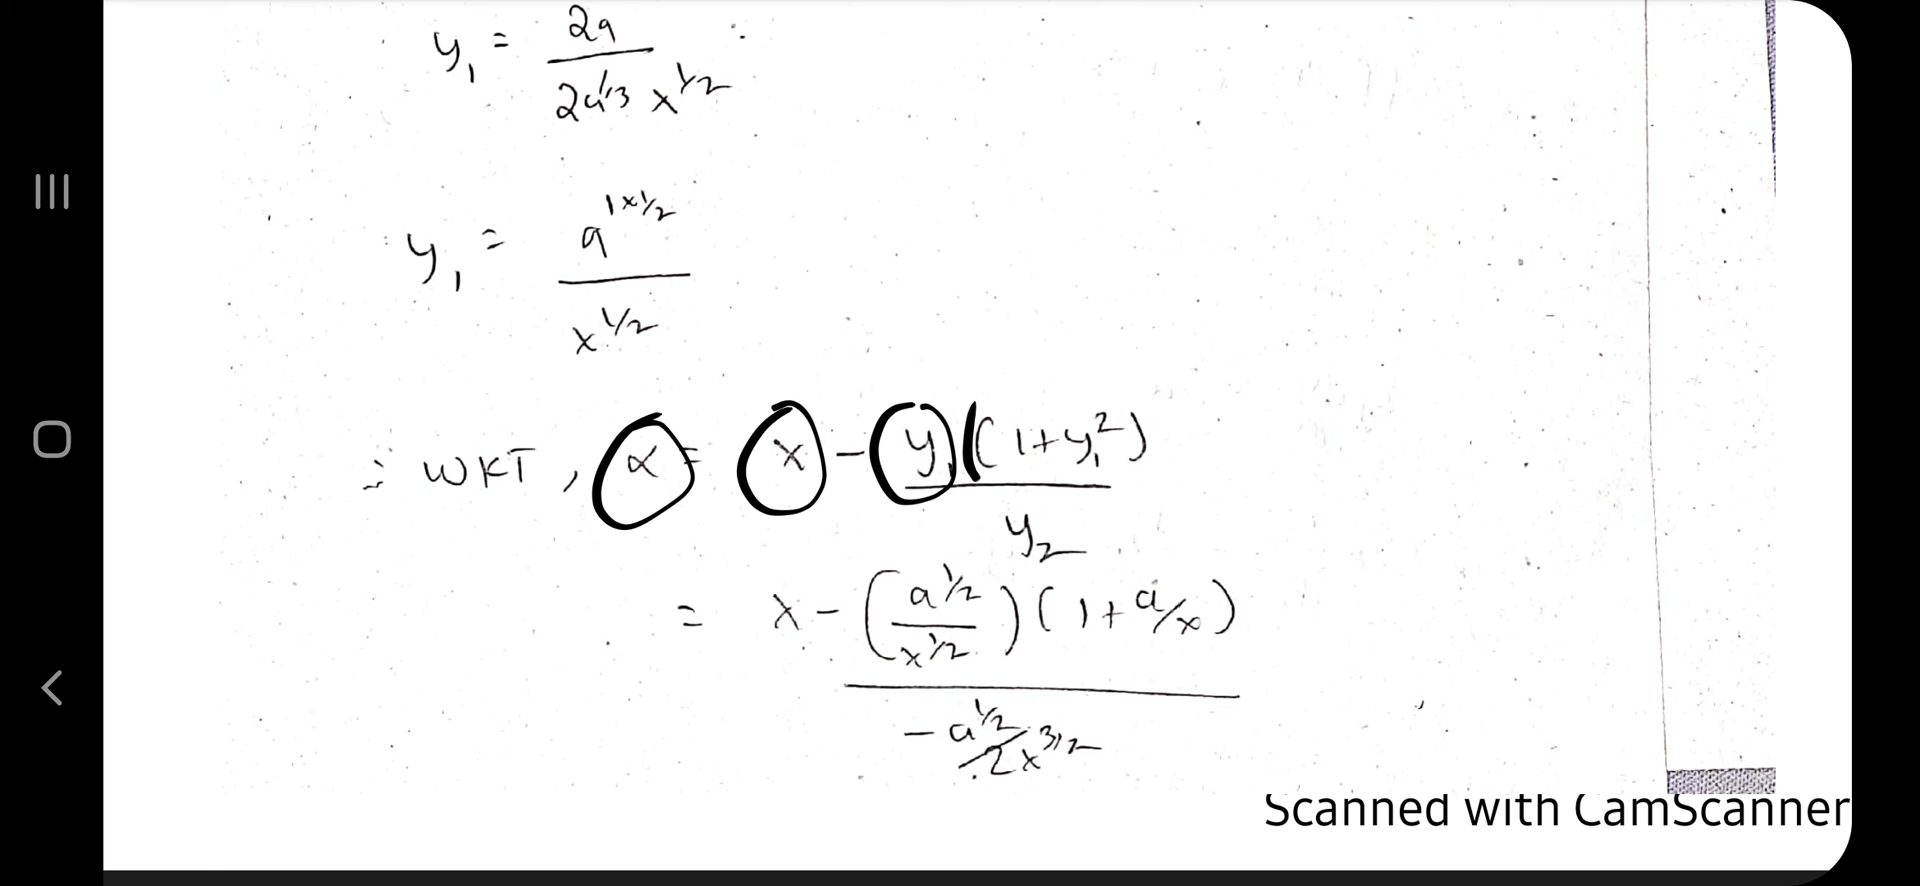 y₁ = 2a / 2a^1/3 x^1/2
y₁ = a^1×1/2 / x^1/2
∴ WKT, α = x - y₁(1+y₁²) / y₂
= x - (a^1/2 / x^1/2)(1+a/x) / -a^1/2/2x^3/2
Scanned with CamScanner